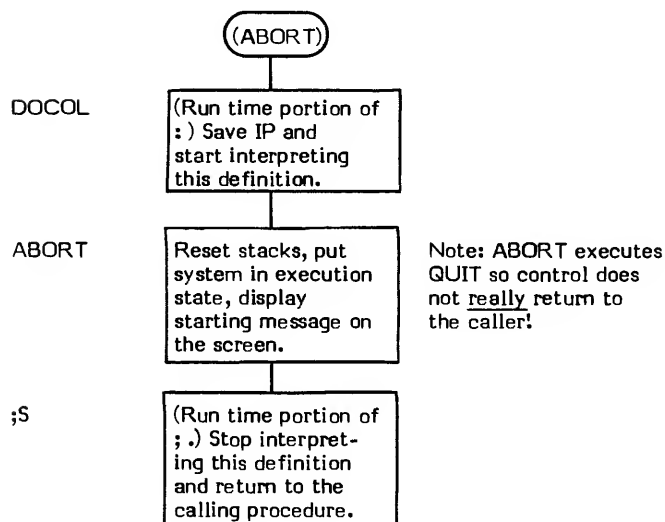 (ABORT)
DOCOL
(Run time portion of
: ) Save IP and
start interpreting
this definition.
ABORT
Reset stacks, put
system in execution
state, display
starting message on
the screen.
Note: ABORT executes
QUIT so control does
not really return to
the caller!
;S
(Run time portion of
; .) Stop interpret-
ing this definition
and return to the
calling procedure.